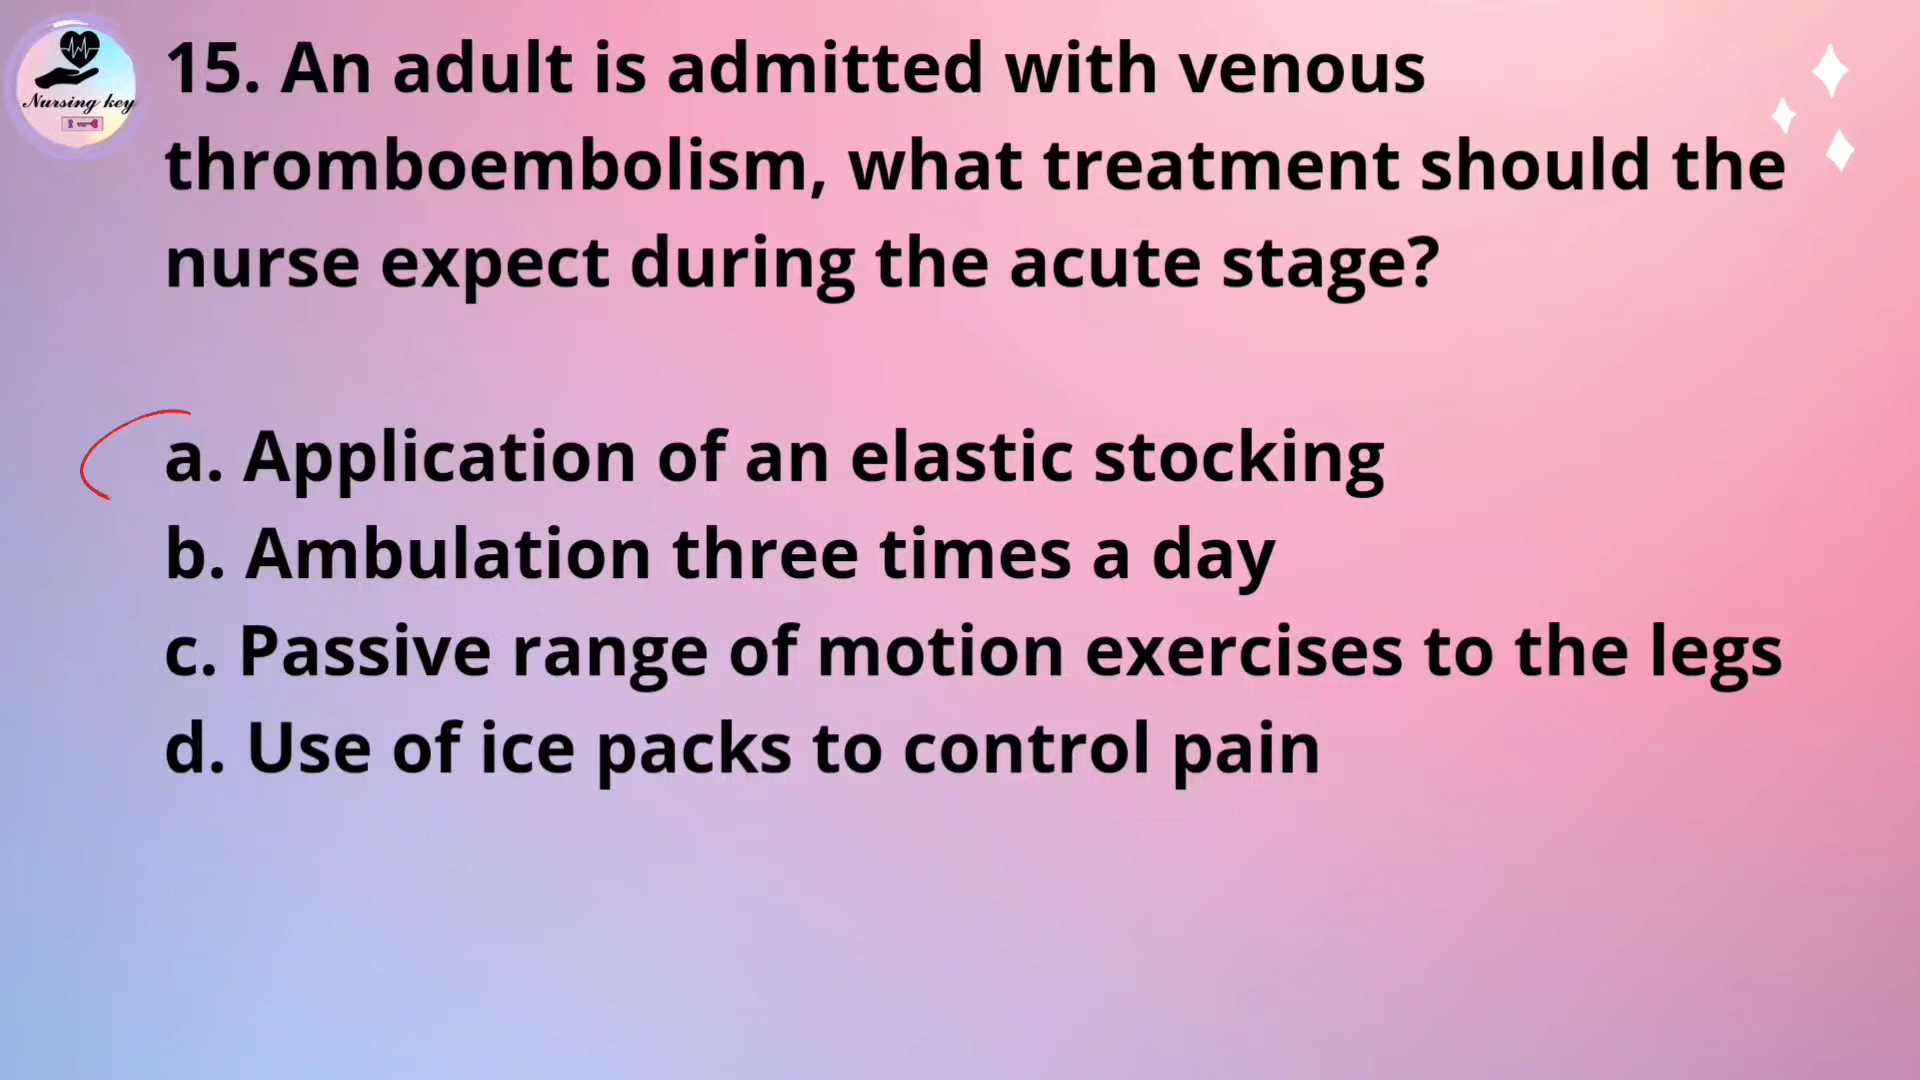 Nursing key
15. An adult is admitted with venous
thromboembolism, what treatment should the
nurse expect during the acute stage?
a. Application of an elastic stocking
b. Ambulation three times a day
c. Passive range of motion exercises to the legs
d. Use of ice packs to control pain